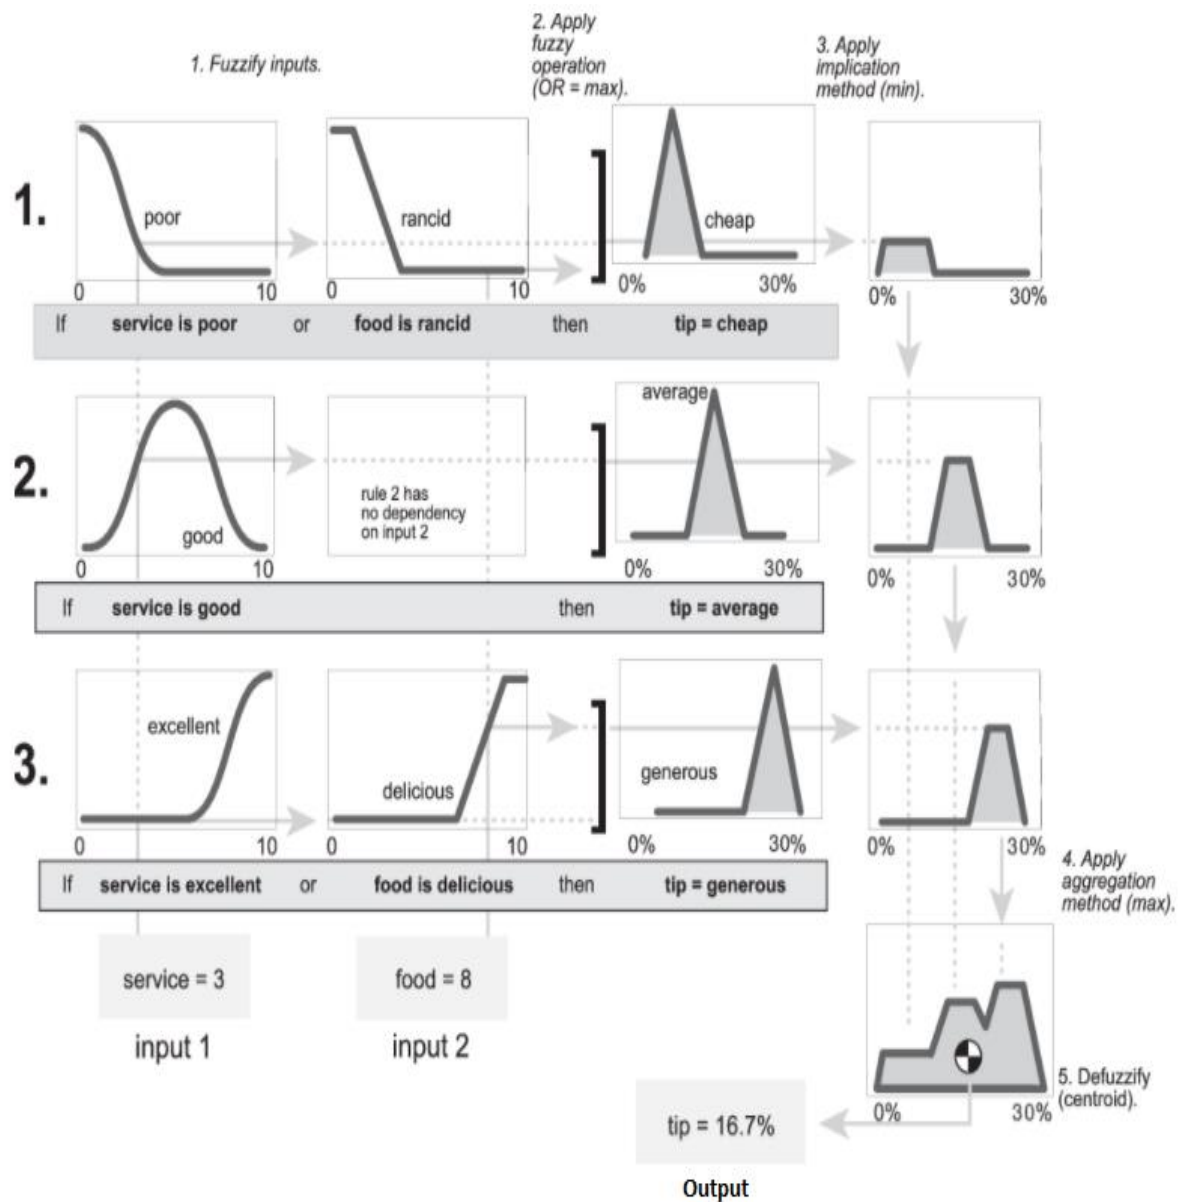 1. Fuzzify inputs.
2. Apply
fuzzy
operation
(OR = max).
3. Apply
implication
method (min).
1.
poor
rancid
cheap
0 10
0 10
0% 30%
0% 30%
If service is poor or food is rancid then tip = cheap
2.
good
rule 2 has
no dependency
on input 2
average
0 10
0% 30%
0% 30%
If service is good then tip = average
3.
excellent
delicious
generous
0 10
0 10
0% 30%
0% 30%
If service is excellent or food is delicious then tip = generous
4. Apply
aggregation
method (max).
service = 3
food = 8
input 1
input 2
0% 30%
5. Defuzzify
(centroid).
tip = 16.7%
Output